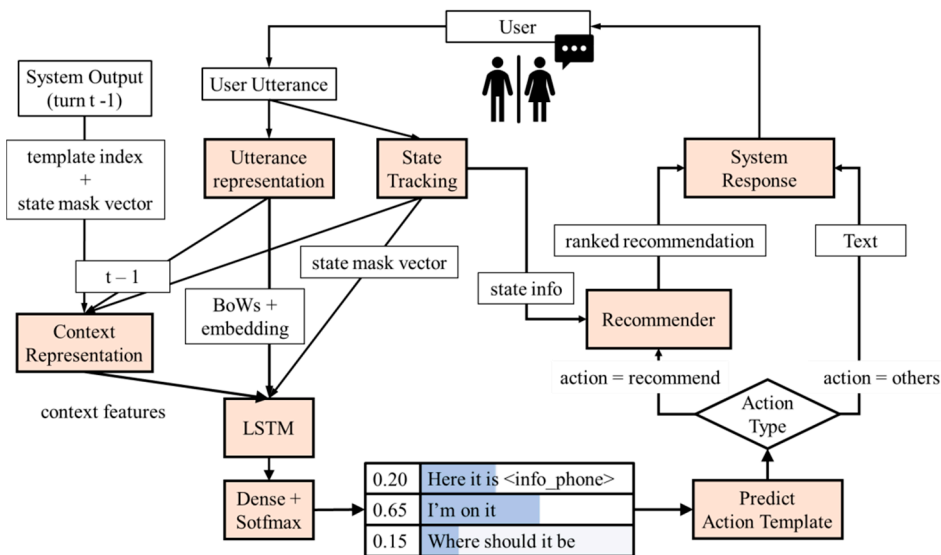 User
User Utterance
System Output
(turn t -1)
template index
+
state mask vector
Utterance
representation
State
Tracking
System
Response
ranked recommendation
Text
t – 1
state mask vector
state info
BoWs +
embedding
Context
Representation
Recommender
action = recommend
action = others
context features
Action
Type
LSTM
Dense +
Sotfmax
0.20 Here it is <info_phone>
0.65 I'm on it
0.15 Where should it be
Predict
Action Template